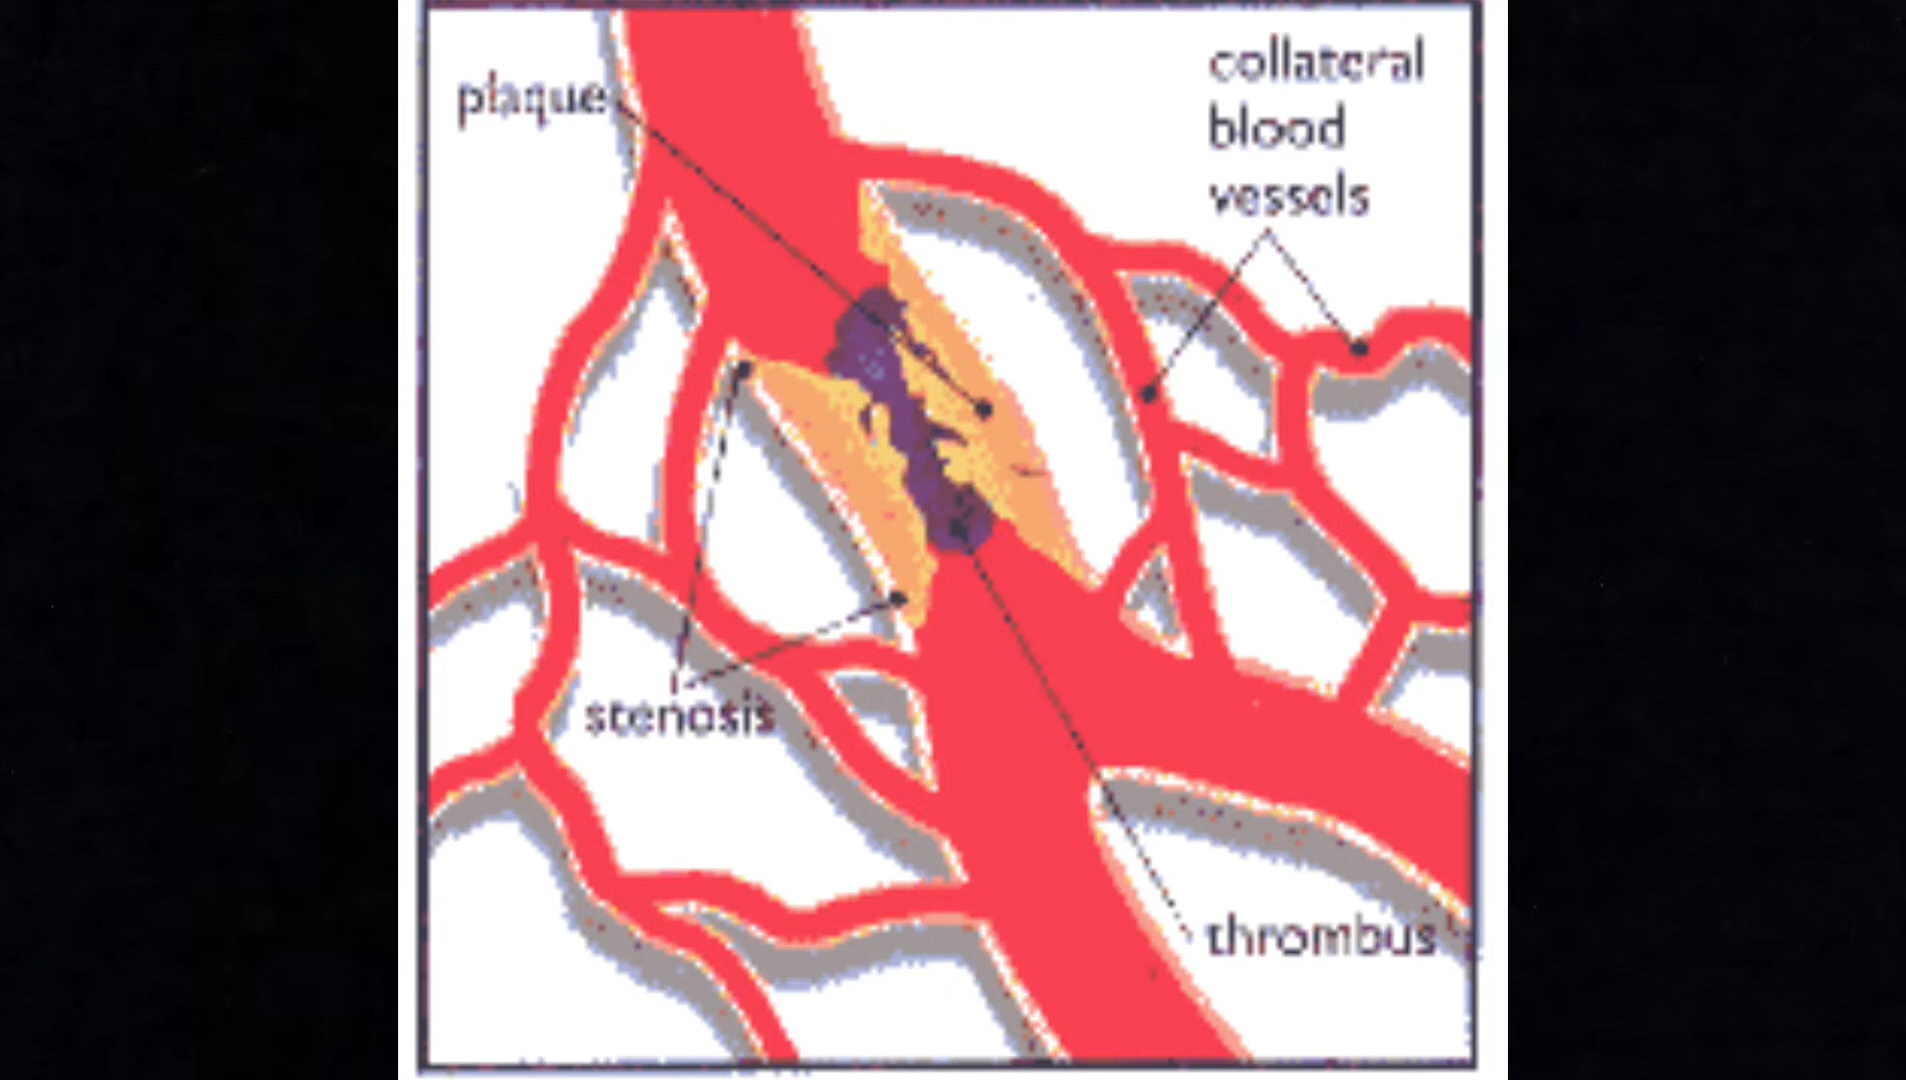 plaque
collateral
blood
vessels
stenosis
thrombus